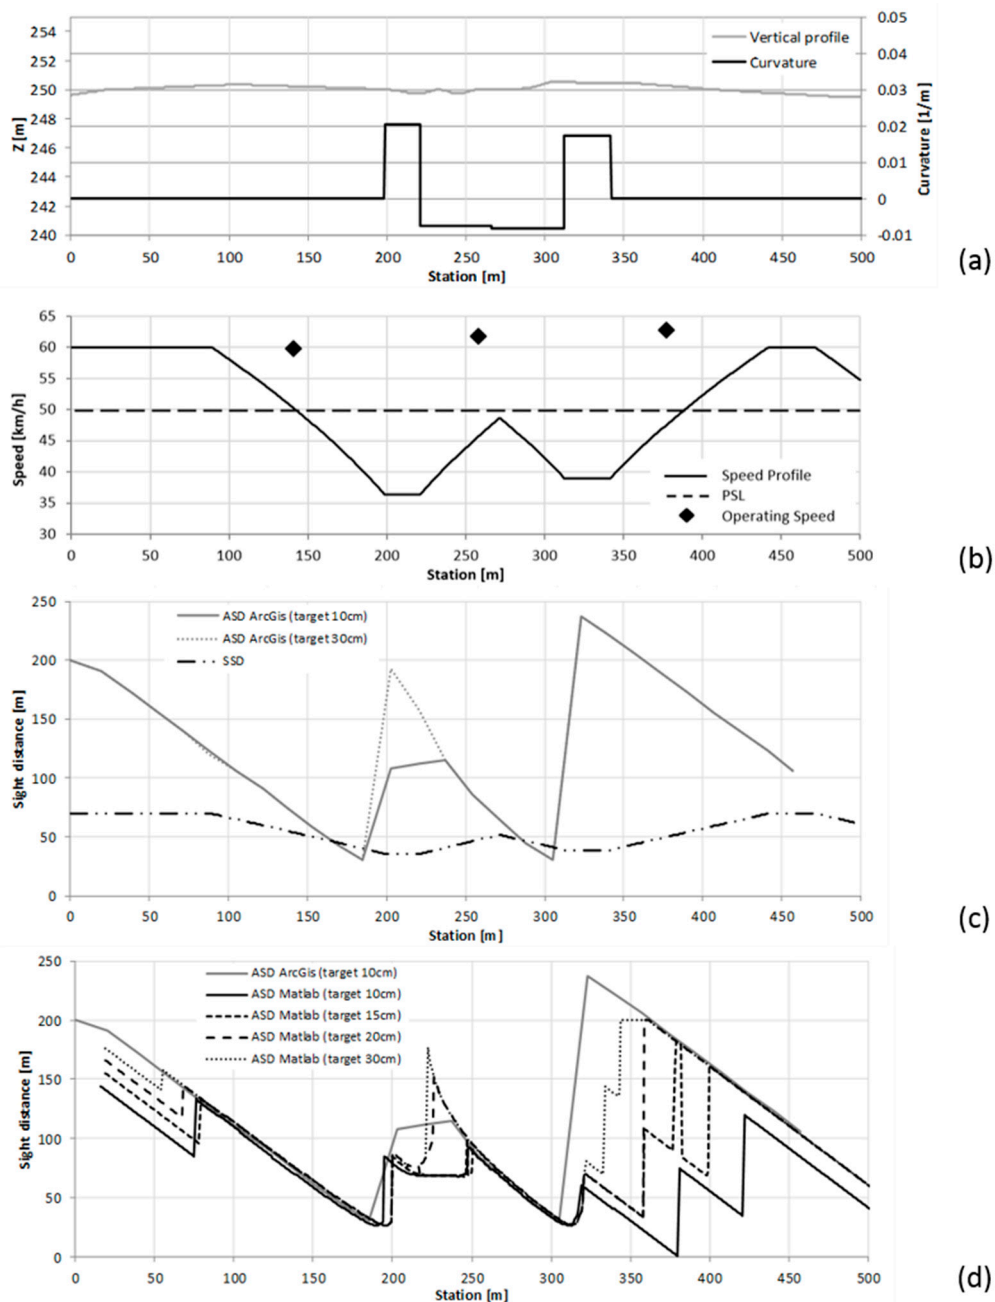 254
252
250
248
246
244
242
240
Z [m]
0.05
0.04
0.03
0.02
0.01
0
-0.01
Curvature [1/m]
Vertical profile
Curvature
0 50 100 150 200 250 300 350 400 450 500
Station [m]
(a)
65
60
55
50
45
40
35
30
Speed [km/h]
Speed Profile
PSL
Operating Speed
0 50 100 150 200 250 300 350 400 450 500
Station [m]
(b)
250
200
150
100
50
0
Sight distance [m]
ASD ArcGis (target 10cm)
ASD ArcGis (target 30cm)
SSD
0 50 100 150 200 250 300 350 400 450 500
Station [m]
(c)
250
200
150
100
50
0
Sight distance [m]
ASD ArcGis (target 10cm)
ASD Matlab (target 10cm)
ASD Matlab (target 15cm)
ASD Matlab (target 20cm)
ASD Matlab (target 30cm)
0 50 100 150 200 250 300 350 400 450 500
Station [m]
(d)